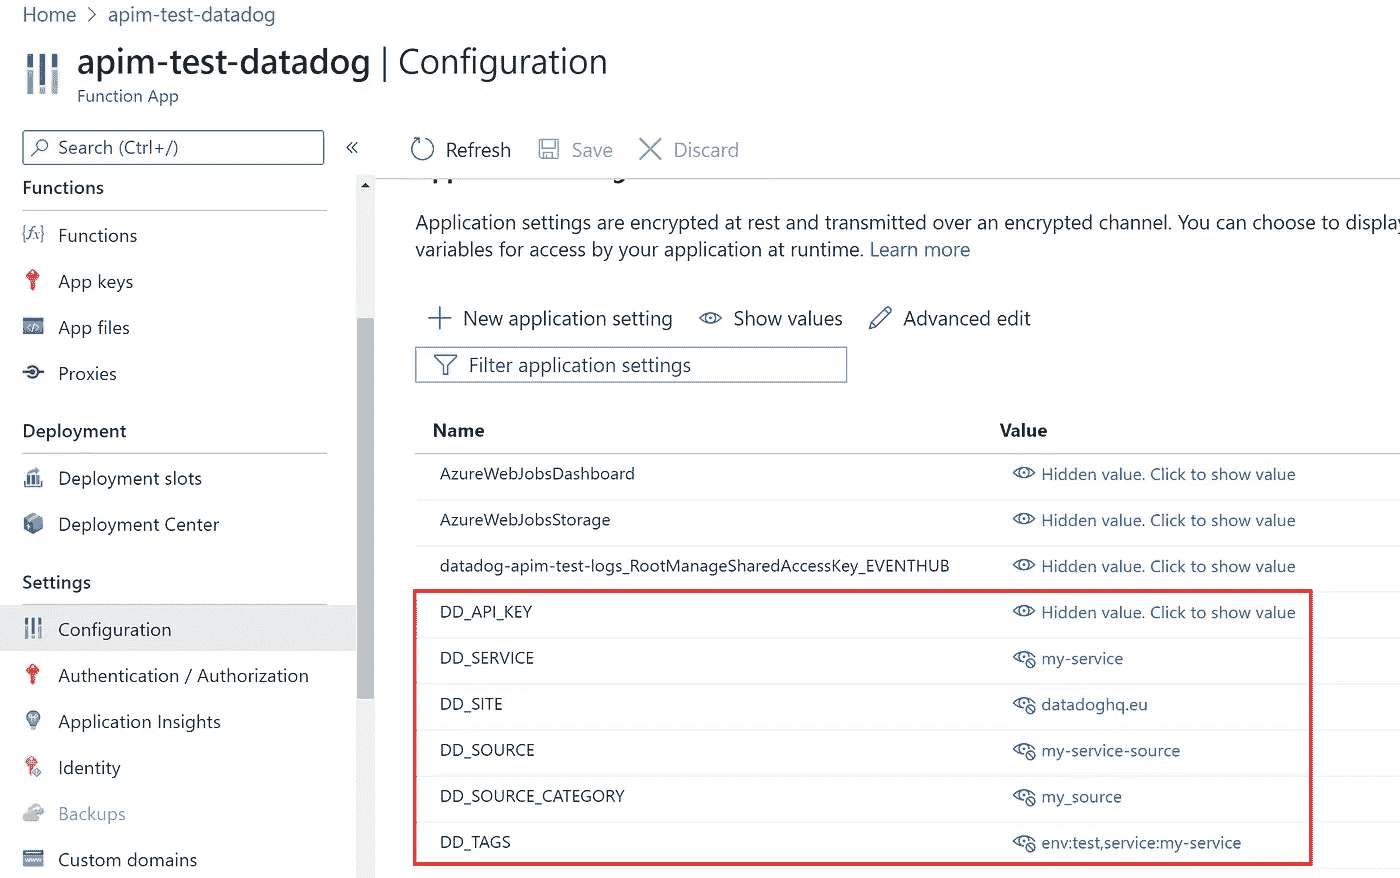 Home > apim-test-datadog
apim-test-datadog | Configuration
Function App
Search (Ctrl+/)
«
Refresh
Save
Discard
Functions
Functions
App keys
App files
Proxies
Deployment
Deployment slots
Deployment Center
Settings
Configuration
Authentication / Authorization
Application Insights
Identity
Backups
Custom domains
Application settings are encrypted at rest and transmitted over an encrypted channel. You can choose to display
variables for access by your application at runtime. Learn more
New application setting
Show values
Advanced edit
Filter application settings
Name Value
AzureWebJobsDashboard Hidden value. Click to show value
AzureWebJobsStorage Hidden value. Click to show value
datadog-apim-test-logs_RootManageSharedAccessKey_EVENTHUB Hidden value. Click to show value
DD_API_KEY Hidden value. Click to show value
DD_SERVICE my-service
DD_SITE datadoghq.eu
DD_SOURCE my-service-source
DD_SOURCE_CATEGORY my_source
DD_TAGS env:test,service:my-service